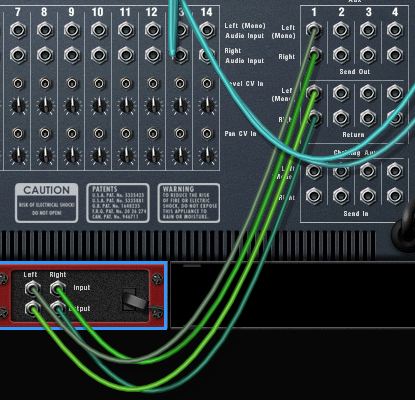 Aux
7 8 9 10 11 12 13 14
1 2 3 4
Left (Mono)
Audio Input
Right
Audio Input
Level CV In
Pan CV In
Left
(Mono)
Right
Send Out
Left
(Mono)
Right
Return
Chaining Aux
Left
Right
Send In
CAUTION
RISK OF ELECTRICAL SHOCK!
DO NOT OPEN!
PATENTS
WARNING
TO REDUCE THE RISK
OF FIRE OR ELECTRIC
SHOCK, DO NOT EXPOSE
THIS APPLIANCE TO
RAIN OR MOISTURE.
Left Right
Input
Output